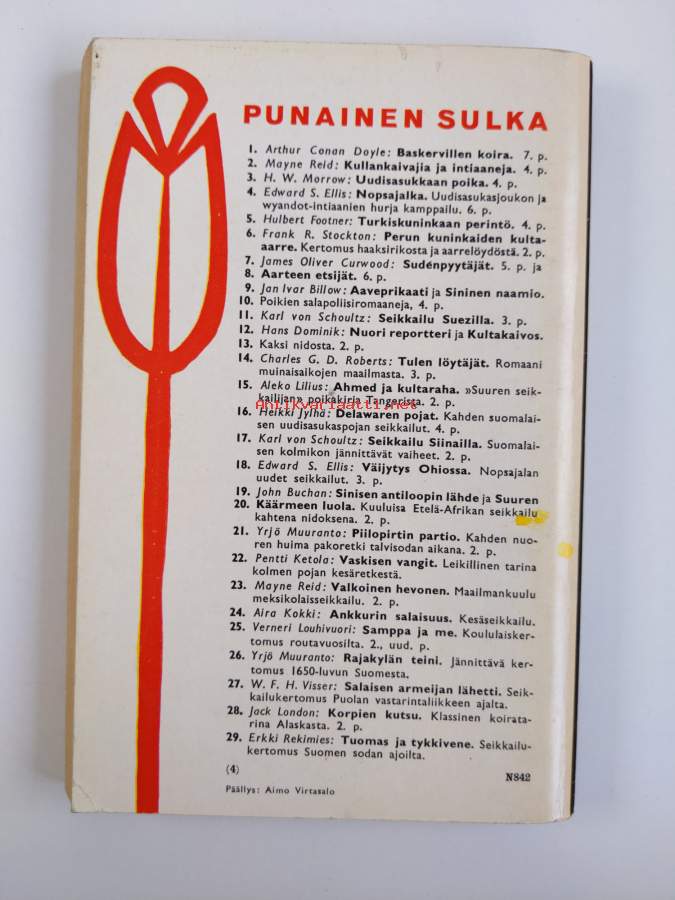 PUNAINEN SULKA
1. Arthur Conan Doyle: Baskervillen koira. 7. p.
2. Mayne Reid: Kullankaivajia ja intiaaneja. 4. p.
3. H. W. Morrow: Uudisasukkaan poika. 4. p.
4. Edward S. Ellis: Nopsajalka. Uudisasukasjoukon ja
wyandot-intiaanien hurja kamppailu. 6. p.
5. Hulbert Footner: Turkiskuninkaan perintö. 4. p.
6. Frank R. Stockton: Perun kuninkaiden kulta-
aarre. Kertomus haaksirikosta ja aarrelöydöstä. 2. p.
7. James Oliver Curwood: Sudenpyytäjät. 5. p. ja
8. Aarteen etsijät. 6. p.
9. Jan Ivar Billow: Aaveprikaati ja Sininen naamio.
10. Poikien salapoliisiromaaneja, 4. p.
11. Karl von Schoultz: Seikkailu Suezilla. 3. p.
12. Hans Dominik: Nuori reportteri ja Kultakaivos.
13. Kaksi nidosta. 2. p.
14. Charles G. D. Roberts: Tulen löytäjät. Romaani
muinaisaikojen maailmasta. 3. p.
15. Aleko Lilius: Ahmed ja kultaraha. »Suuren seik-
kailijan» poikakirja Tangerista. 2. p.
Antikvariaatti.net
16. Heikki Jylhä: Delawaren pojat. Kahden suomalai-
sen uudisasukaspojan seikkailut. 4. p.
17. Karl von Schoultz: Seikkailu Siinailla. Suomalai-
sen kolmikon jännittävät vaiheet. 2. p.
18. Edward S. Ellis: Väijytys Ohiossa. Nopsajalan
uudet seikkailut. 3. p.
19. John Buchan: Sinisen antiloopin lähde ja Suuren
20. Käärmeen luola. Kuuluisa Etelä-Afrikan seikkailu
kahtena nidoksena. 2. p.
21. Yrjö Muuranto: Piilopirtin partio. Kahden nuo-
ren huima pakoretki talvisodan aikana. 2. p.
22. Pentti Ketola: Vaskisen vangit. Leikillinen tarina
kolmen pojan kesäretkestä.
23. Mayne Reid: Valkoinen hevonen. Maailmankuulu
meksikolaisseikkailu. 2. p.
24. Aira Kokki: Ankkurin salaisuus. Kesäseikkailu.
25. Verneri Louhivuori: Samppa ja me. Koululaisker-
tomus routavuosilta. 2., uud. p.
26. Yrjö Muuranto: Rajakylän teini. Jännittävä ker-
tomus 1650-luvun Suomesta.
27. W. F. H. Visser: Salaisen armeijan lähetti. Seik-
kailukertomus Puolan vastarintaliikkeen ajalta.
28. Jack London: Korpien kutsu. Klassinen koirata-
rina Alaskasta. 2. p.
29. Erkki Rekimies: Tuomas ja tykkivene. Seikkailu-
kertomus Suomen sodan ajoilta.
(4) N842
Päällys: Aimo Virtasalo